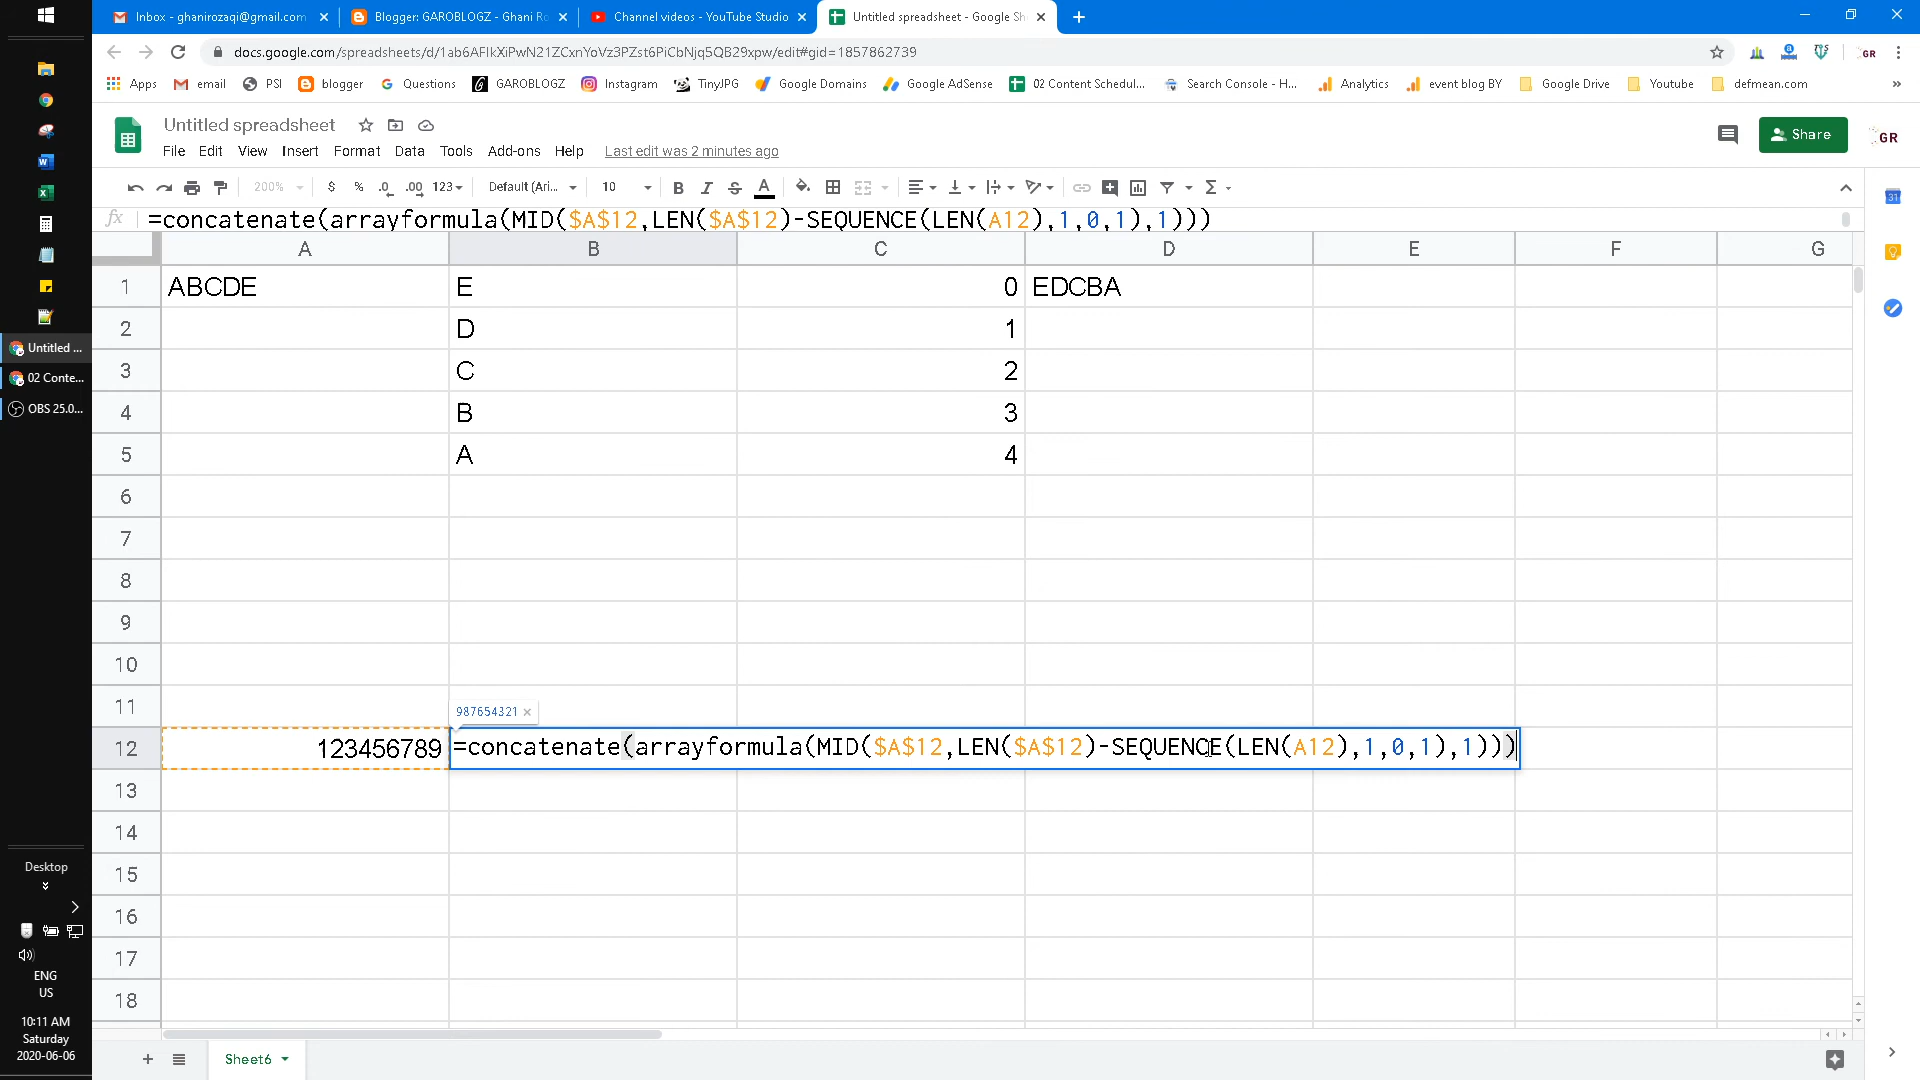 Inbox - ghanirozaqi@gmail.com
Blogger: GAROBLOGZ - Ghani Ro
Channel videos - YouTube Studio
Untitled spreadsheet - Google Sh
docs.google.com/spreadsheets/d/1ab6AFIkXiPwN21ZCxnYoVz3PZst6PiCbNjq5QB29xpw/edit#gid=1857862739
Apps email PSI blogger Questions GAROBLOGZ Instagram TinyJPG Google Domains Google AdSense 02 Content Schedul... Search Console - H... Analytics event blog BY Google Drive Youtube defmean.com »
Untitled spreadsheet
File Edit View Insert Format Data Tools Add-ons Help Last edit was 2 minutes ago
Share
GR
200% $ % .0 .00 123 Default (Ari... 10 B I S A Σ
fx =concatenate(arrayformula(MID($A$12,LEN($A$12)-SEQUENCE(LEN(A12),1,0,1),1)))
A B C D E F G
1 ABCDE E 0 EDCBA
2 D 1
3 C 2
4 B 3
5 A 4
6
7
8
9
10
11
987654321 ×
12 123456789 =concatenate(arrayformula(MID($A$12,LEN($A$12)-SEQUENCE(LEN(A12),1,0,1),1)))
13
14
15
16
17
18
Sheet6
Untitled ...
02 Conte...
OBS 25.0...
Desktop
ENG
US
10:11 AM
Saturday
2020-06-06
31